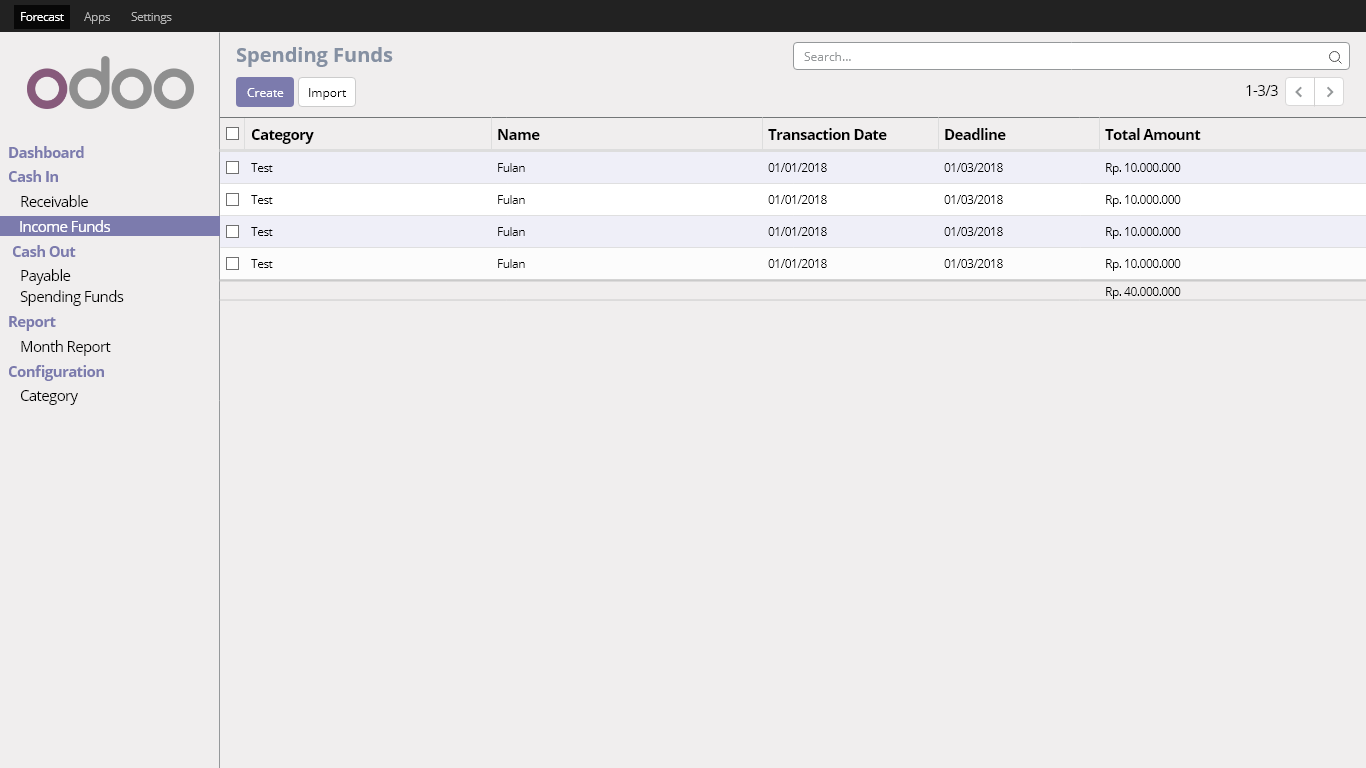 Forecast Apps Settings
odoo
Dashboard
Cash In
Receivable
Income Funds
Cash Out
Payable
Spending Funds
Report
Month Report
Configuration
Category
Spending Funds
Search...
Create Import
1-3/3
Category Name Transaction Date Deadline Total Amount
Test Fulan 01/01/2018 01/03/2018 Rp. 10.000.000
Test Fulan 01/01/2018 01/03/2018 Rp. 10.000.000
Test Fulan 01/01/2018 01/03/2018 Rp. 10.000.000
Test Fulan 01/01/2018 01/03/2018 Rp. 10.000.000
Rp. 40.000.000